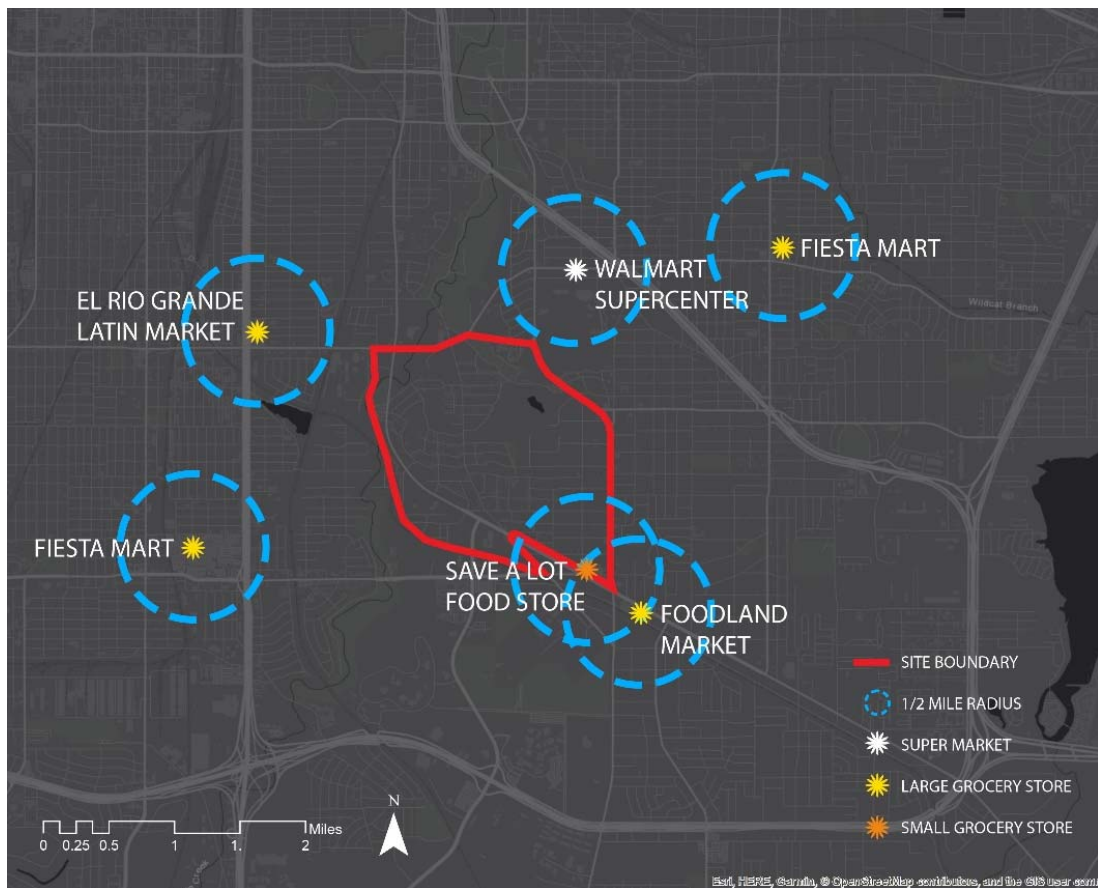 FIESTA MART
WALMART
SUPERCENTER
EL RIO GRANDE
LATIN MARKET
Wildcat Branch
FIESTA MART
SAVE A LOT
FOOD STORE
FOODLAND
MARKET
SITE BOUNDARY
1/2 MILE RADIUS
SUPER MARKET
LARGE GROCERY STORE
SMALL GROCERY STORE
N
Miles
0 0.25 0.5 1 1. 2
Creek
Esri, HERE, Garmin, © OpenStreetMap contributors, and the GIS user com